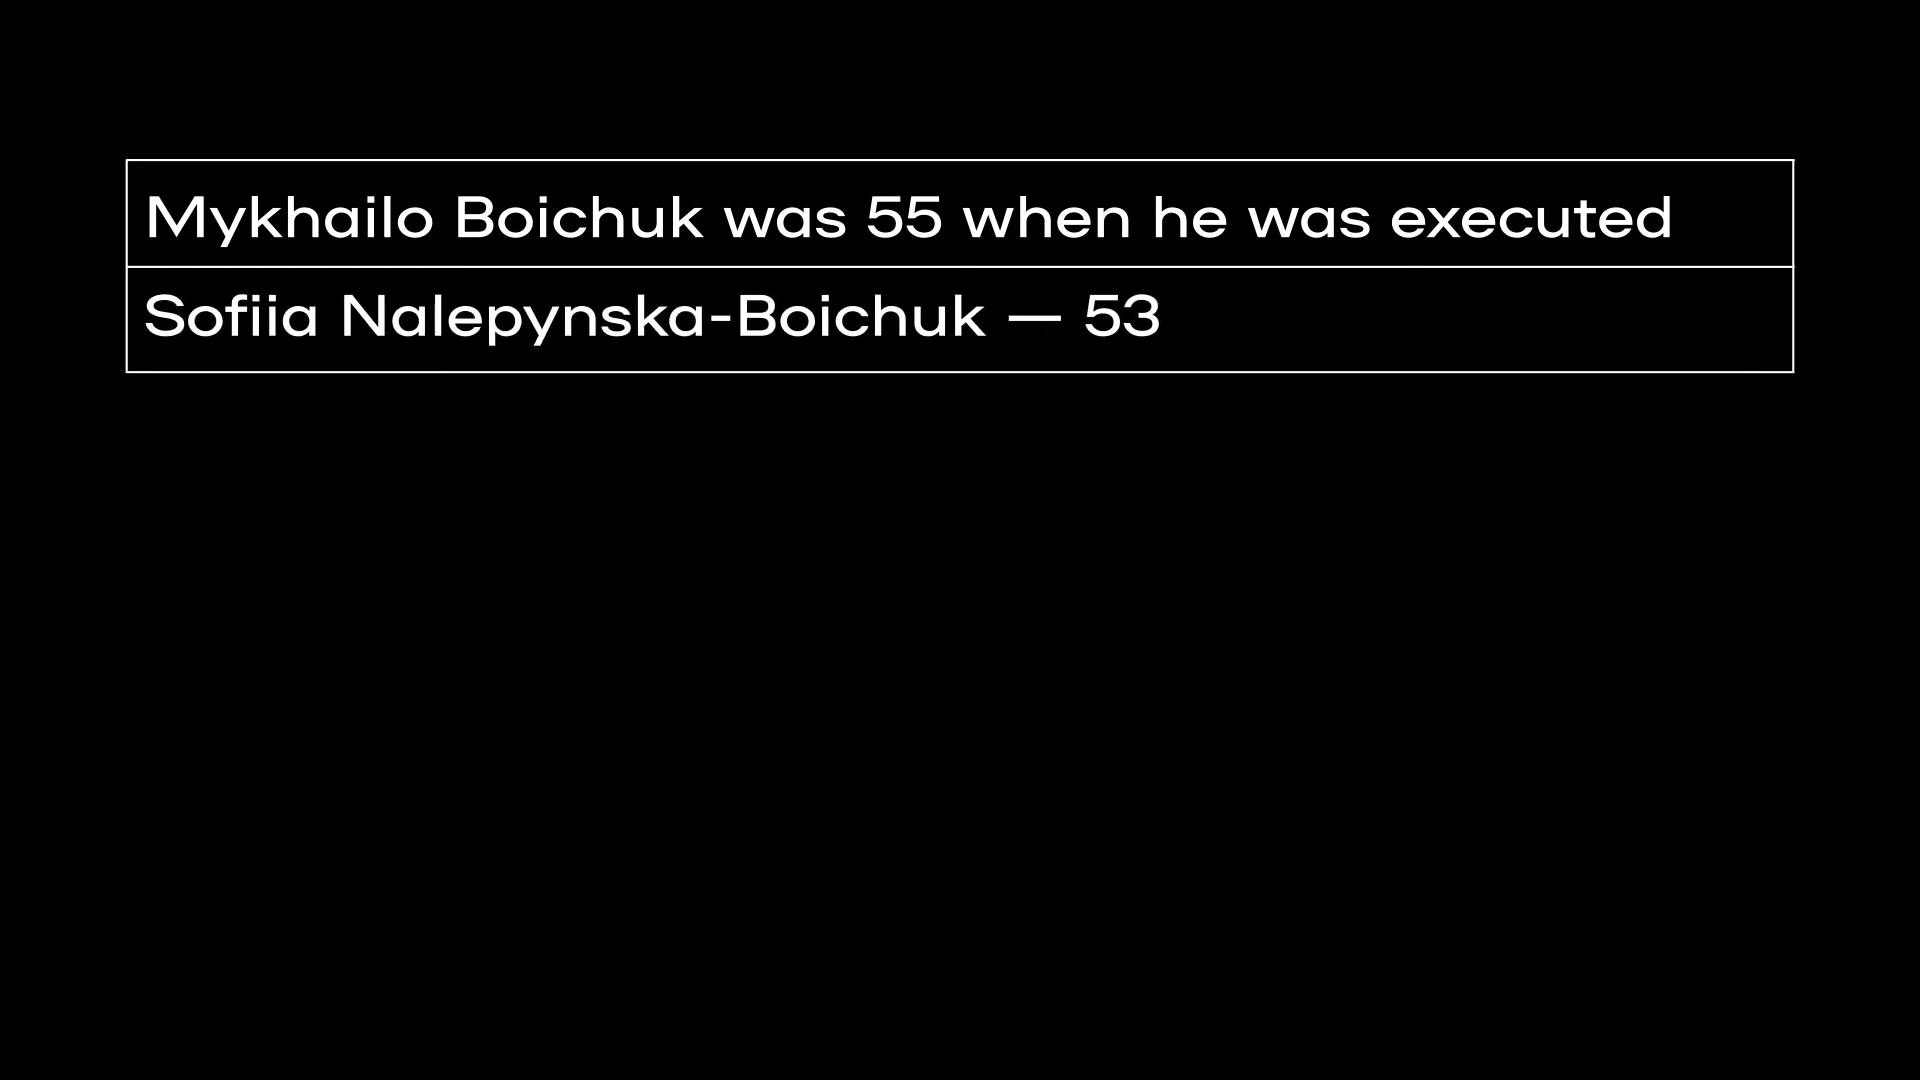 Mykhailo Boichuk was 55 when he was executed
Sofiia Nalepynska-Boichuk — 53